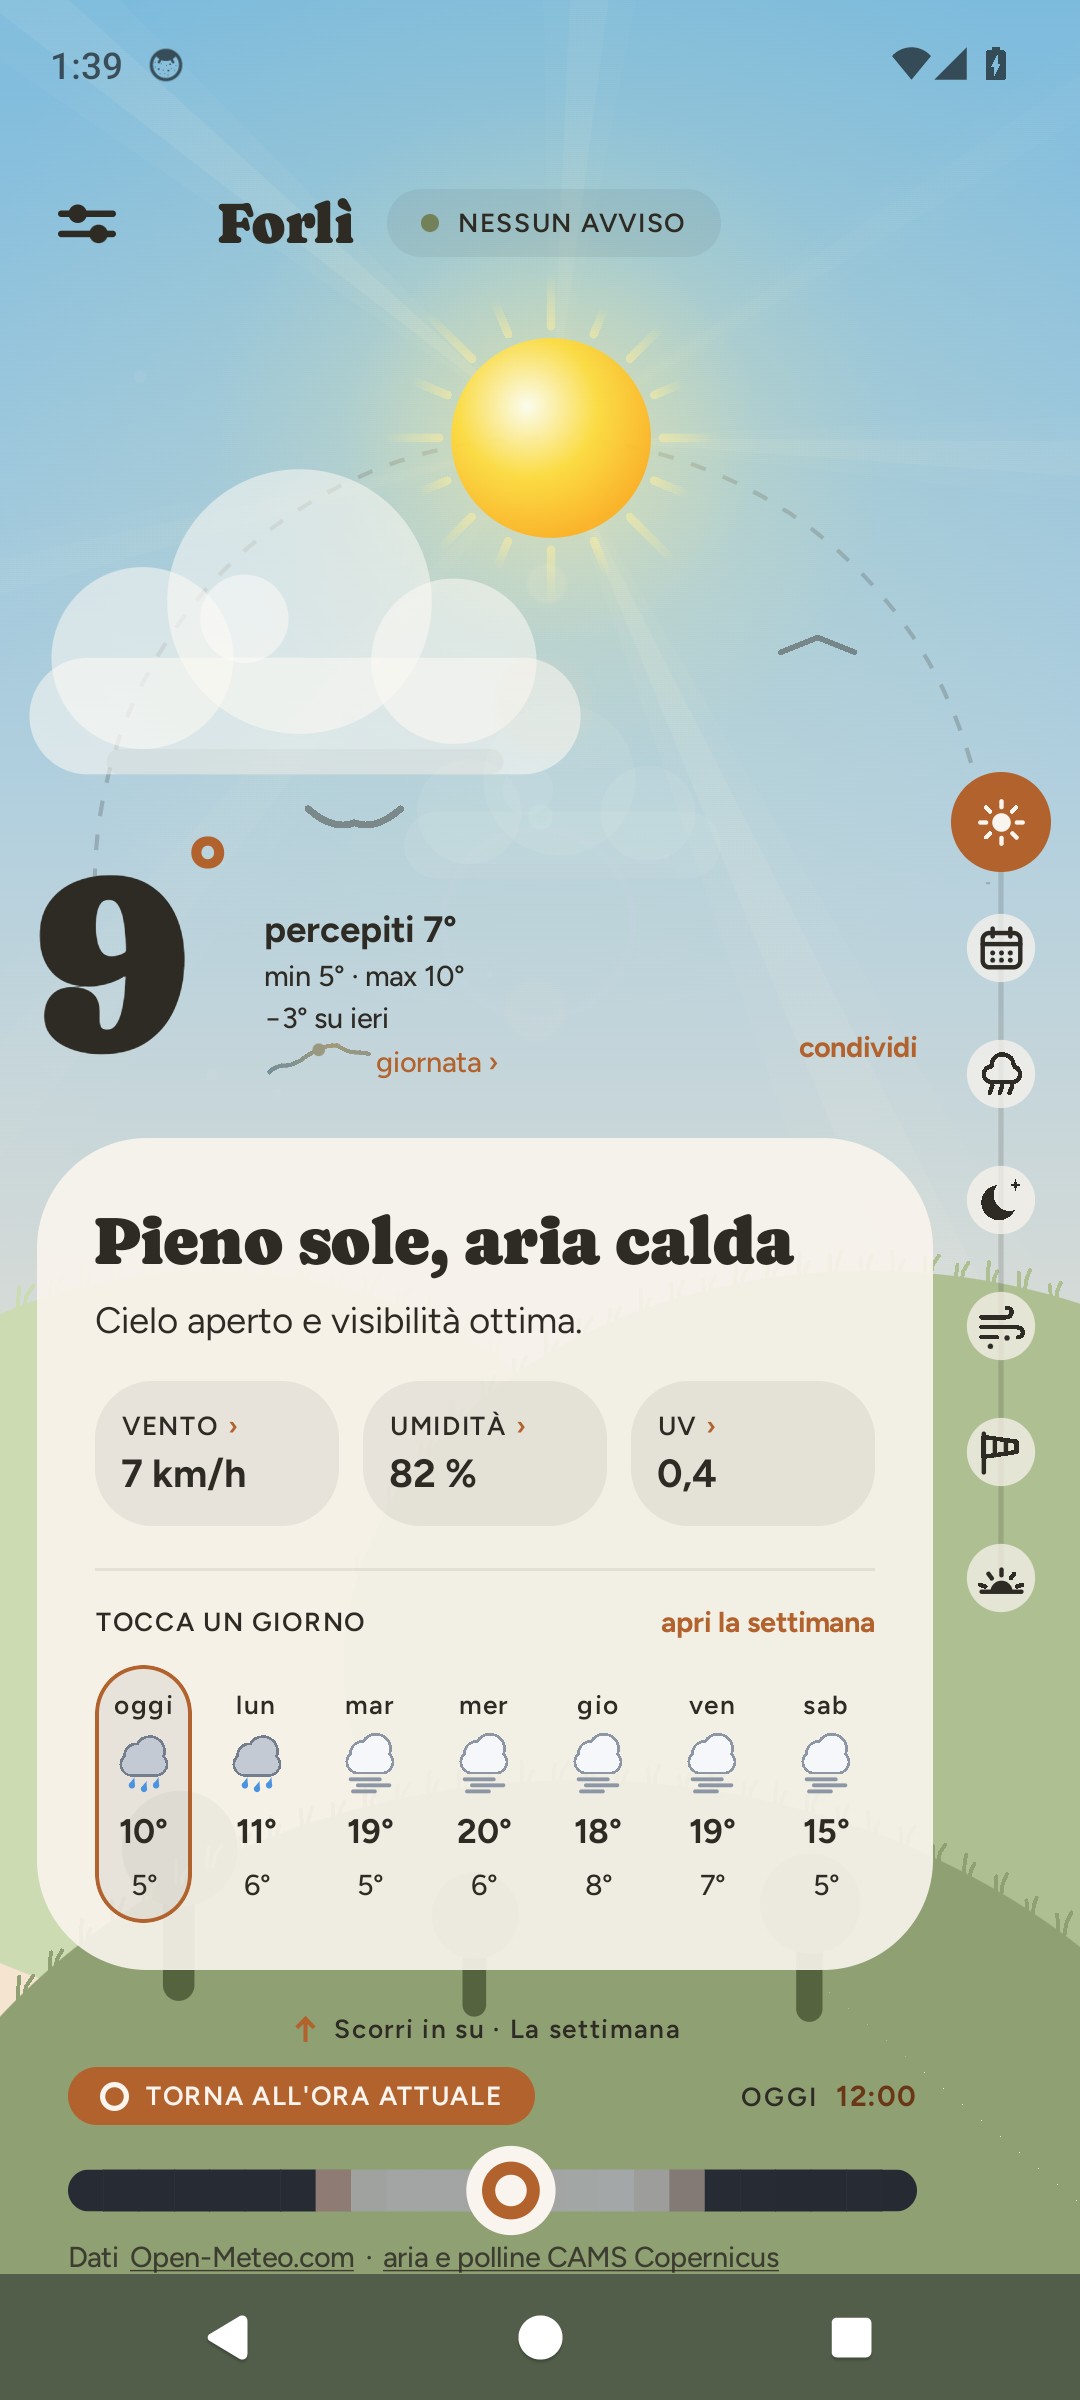 1:39
Forlì
NESSUN AVVISO
9
percepiti 7°
min 5° · max 10°
−3° su ieri
giornata ›
condividi
Pieno sole, aria calda
Cielo aperto e visibilità ottima.
VENTO › UMIDITÀ › UV ›
7 km/h 82 % 0,4
TOCCA UN GIORNO apri la settimana
oggi lun mar mer gio ven sab
10° 11° 19° 20° 18° 19° 15°
5° 6° 5° 6° 8° 7° 5°
↑ Scorri in su · La settimana
TORNA ALL'ORA ATTUALE OGGI 12:00
Dati Open-Meteo.com · aria e polline CAMS Copernicus